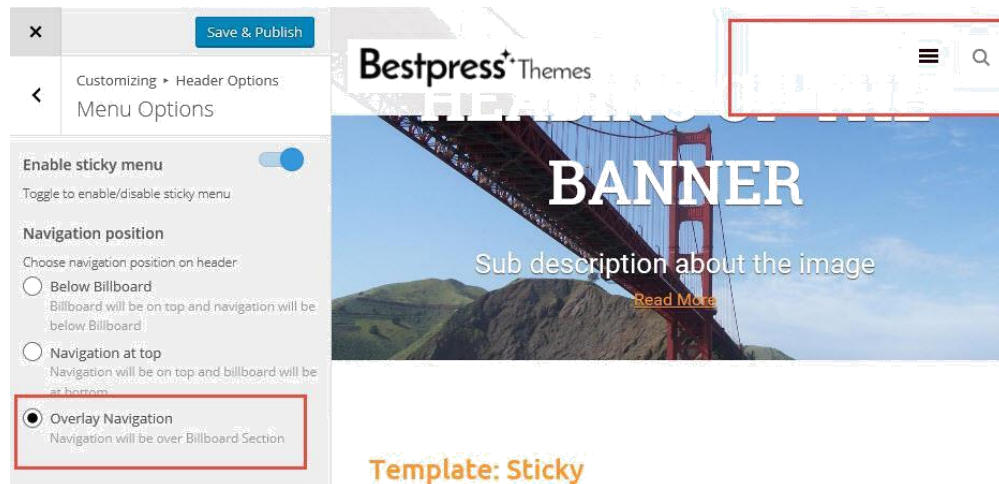 Save & Publish
Customizing ▸ Header Options
Menu Options
Enable sticky menu
Toggle to enable/disable sticky menu
Navigation position
Choose navigation position on header
Below Billboard
Billboard will be on top and navigation will be
below Billboard
Navigation at top
Navigation will be on top and billboard will be
at bottom
Overlay Navigation
Navigation will be over Billboard Section
Bestpress Themes
HEADING OF THE
BANNER
Sub description about the image
Read More
Template: Sticky